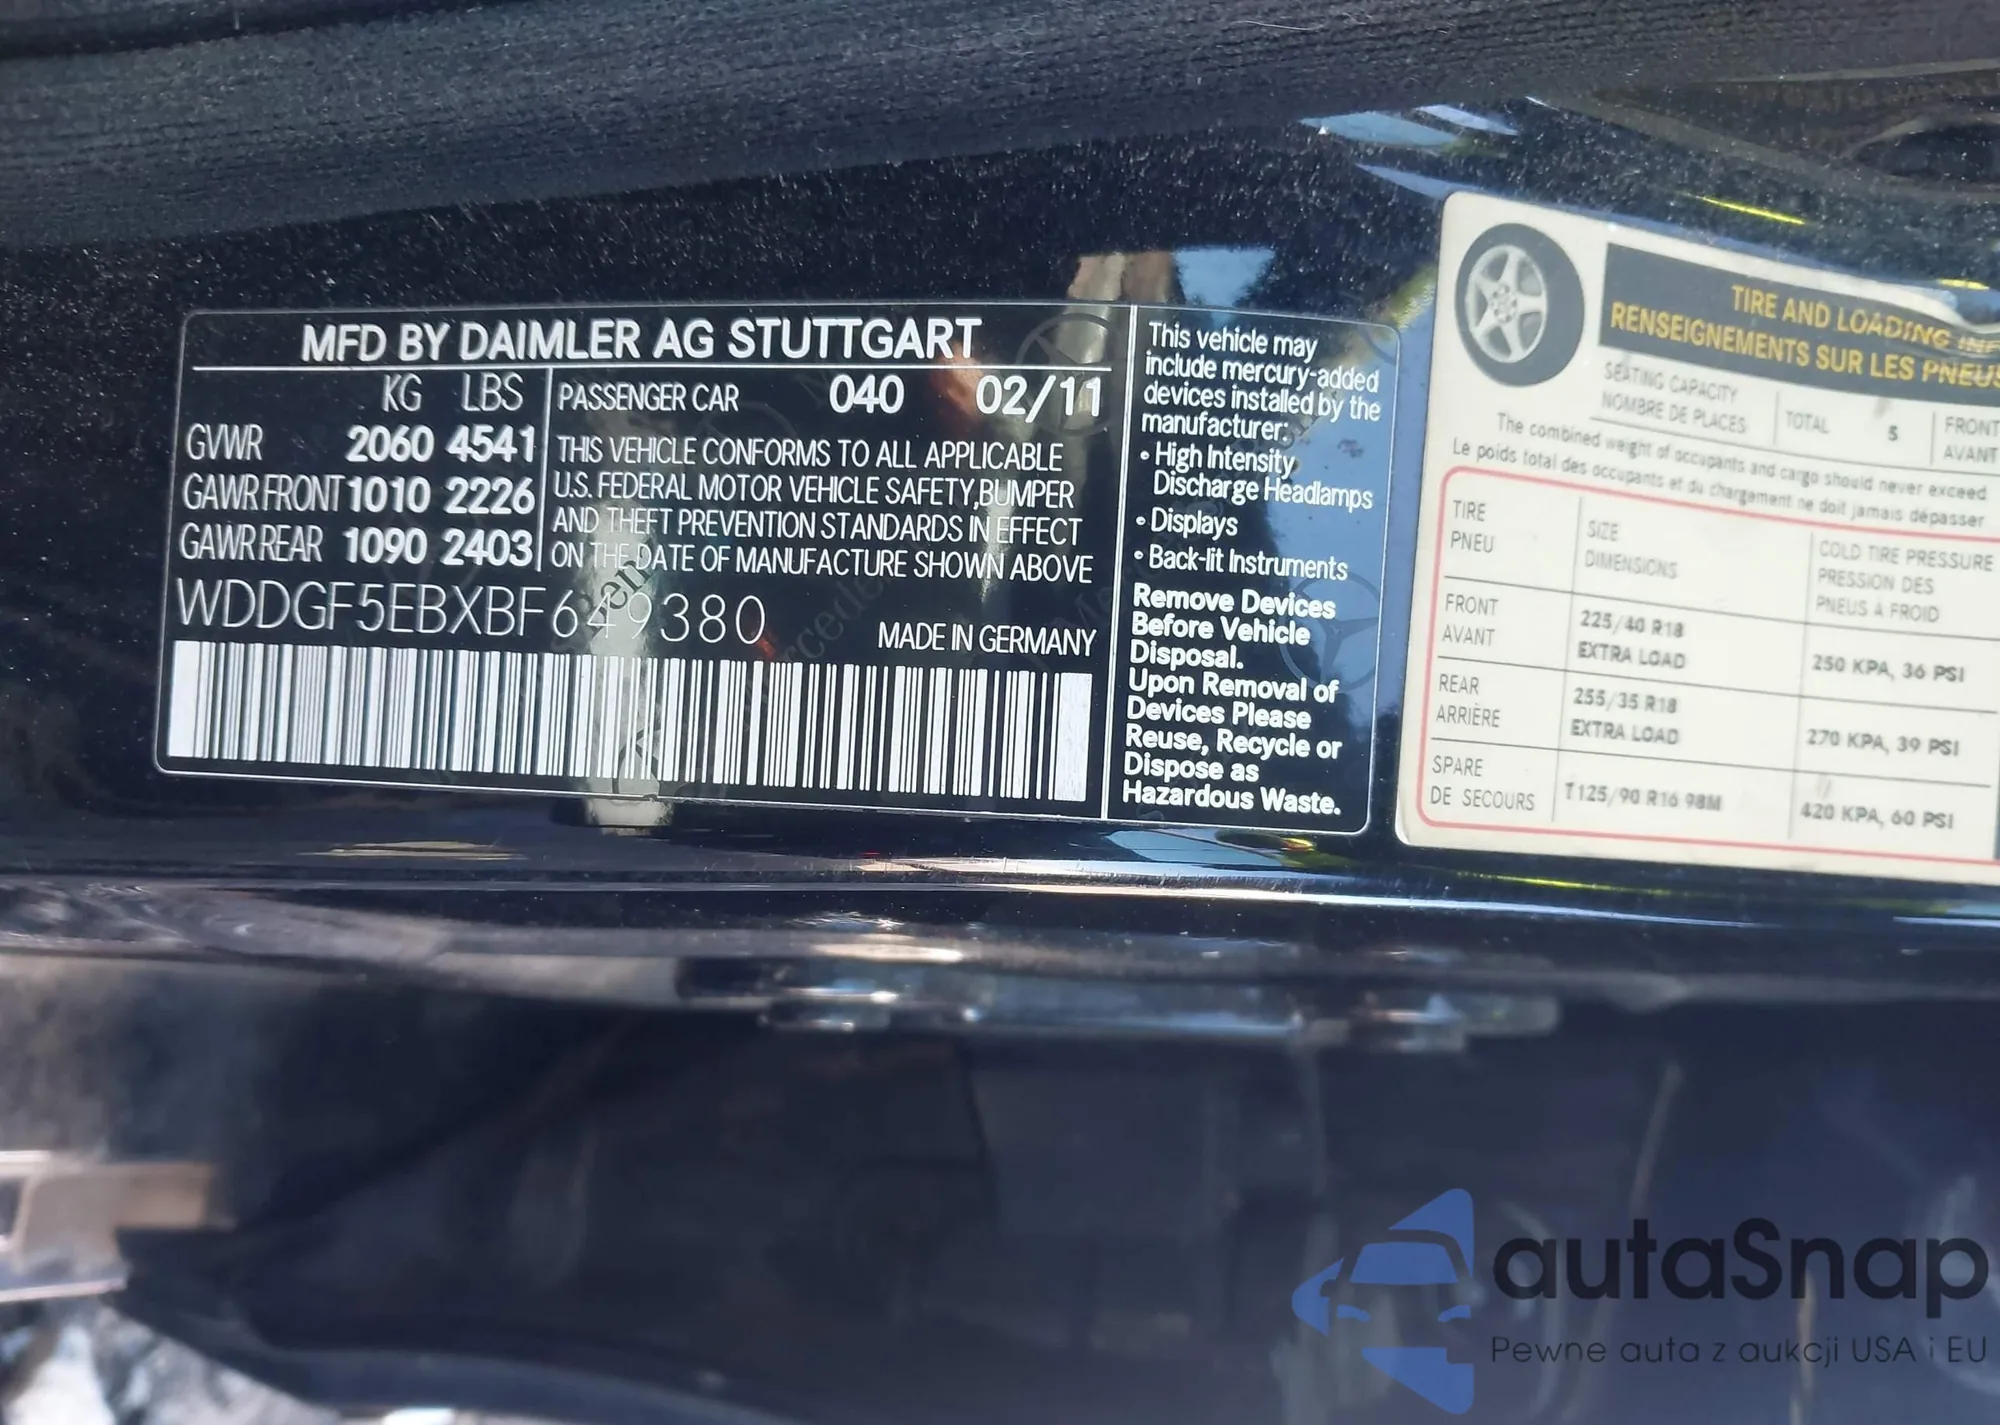 MFD BY DAIMLER AG STUTTGART
KG LBS
GVWR 2060 4541
GAWR FRONT 1010 2226
GAWR REAR 1090 2403
PASSENGER CAR 040 02/11
THIS VEHICLE CONFORMS TO ALL APPLICABLE
U.S. FEDERAL MOTOR VEHICLE SAFETY, BUMPER
AND THEFT PREVENTION STANDARDS IN EFFECT
ON THE DATE OF MANUFACTURE SHOWN ABOVE
WDDGF5EBXBF649380
MADE IN GERMANY
This vehicle may
include mercury-added
devices installed by the
manufacturer:
• High Intensity
Discharge Headlamps
• Displays
• Back-lit Instruments
Remove Devices
Before Vehicle
Disposal.
Upon Removal of
Devices Please
Reuse, Recycle or
Dispose as
Hazardous Waste.
TIRE AND LOADING INF
RENSEIGNEMENTS SUR LES PNEUS
SEATING CAPACITY
NOMBRE DE PLACES
TOTAL 5
FRONT
AVANT
The combined weight of occupants and cargo should never exceed
Le poids total des occupants et du chargement ne doit jamais dépasser
TIRE
PNEU
SIZE
DIMENSIONS
COLD TIRE PRESSURE
PRESSION DES
PNEUS À FROID
FRONT
AVANT
225/40 R18
EXTRA LOAD
250 KPA, 36 PSI
REAR
ARRIÈRE
255/35 R18
EXTRA LOAD
270 KPA, 39 PSI
SPARE
DE SECOURS
T125/90 R16 98M
420 KPA, 60 PSI
autaSnap
Pewne auta z aukcji USA i EU